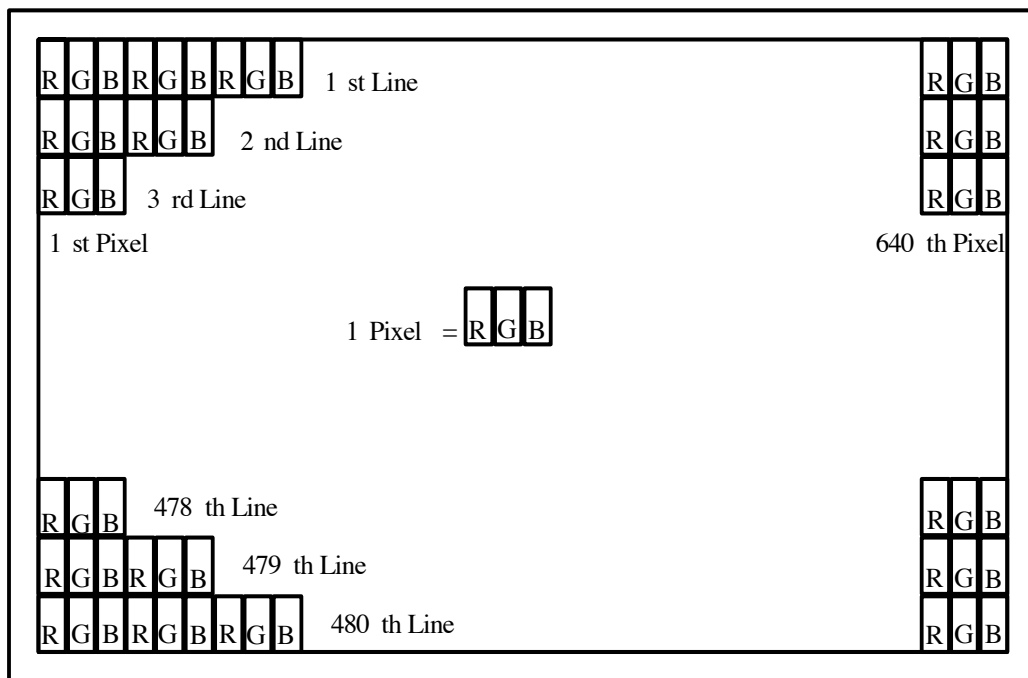 R G B R G B R G B 1 st Line R G B
R G B R G B 2 nd Line R G B
R G B 3 rd Line R G B
1 st Pixel 640 th Pixel
1 Pixel = R G B
R G B 478 th Line R G B
R G B R G B 479 th Line R G B
R G B R G B R G B 480 th Line R G B